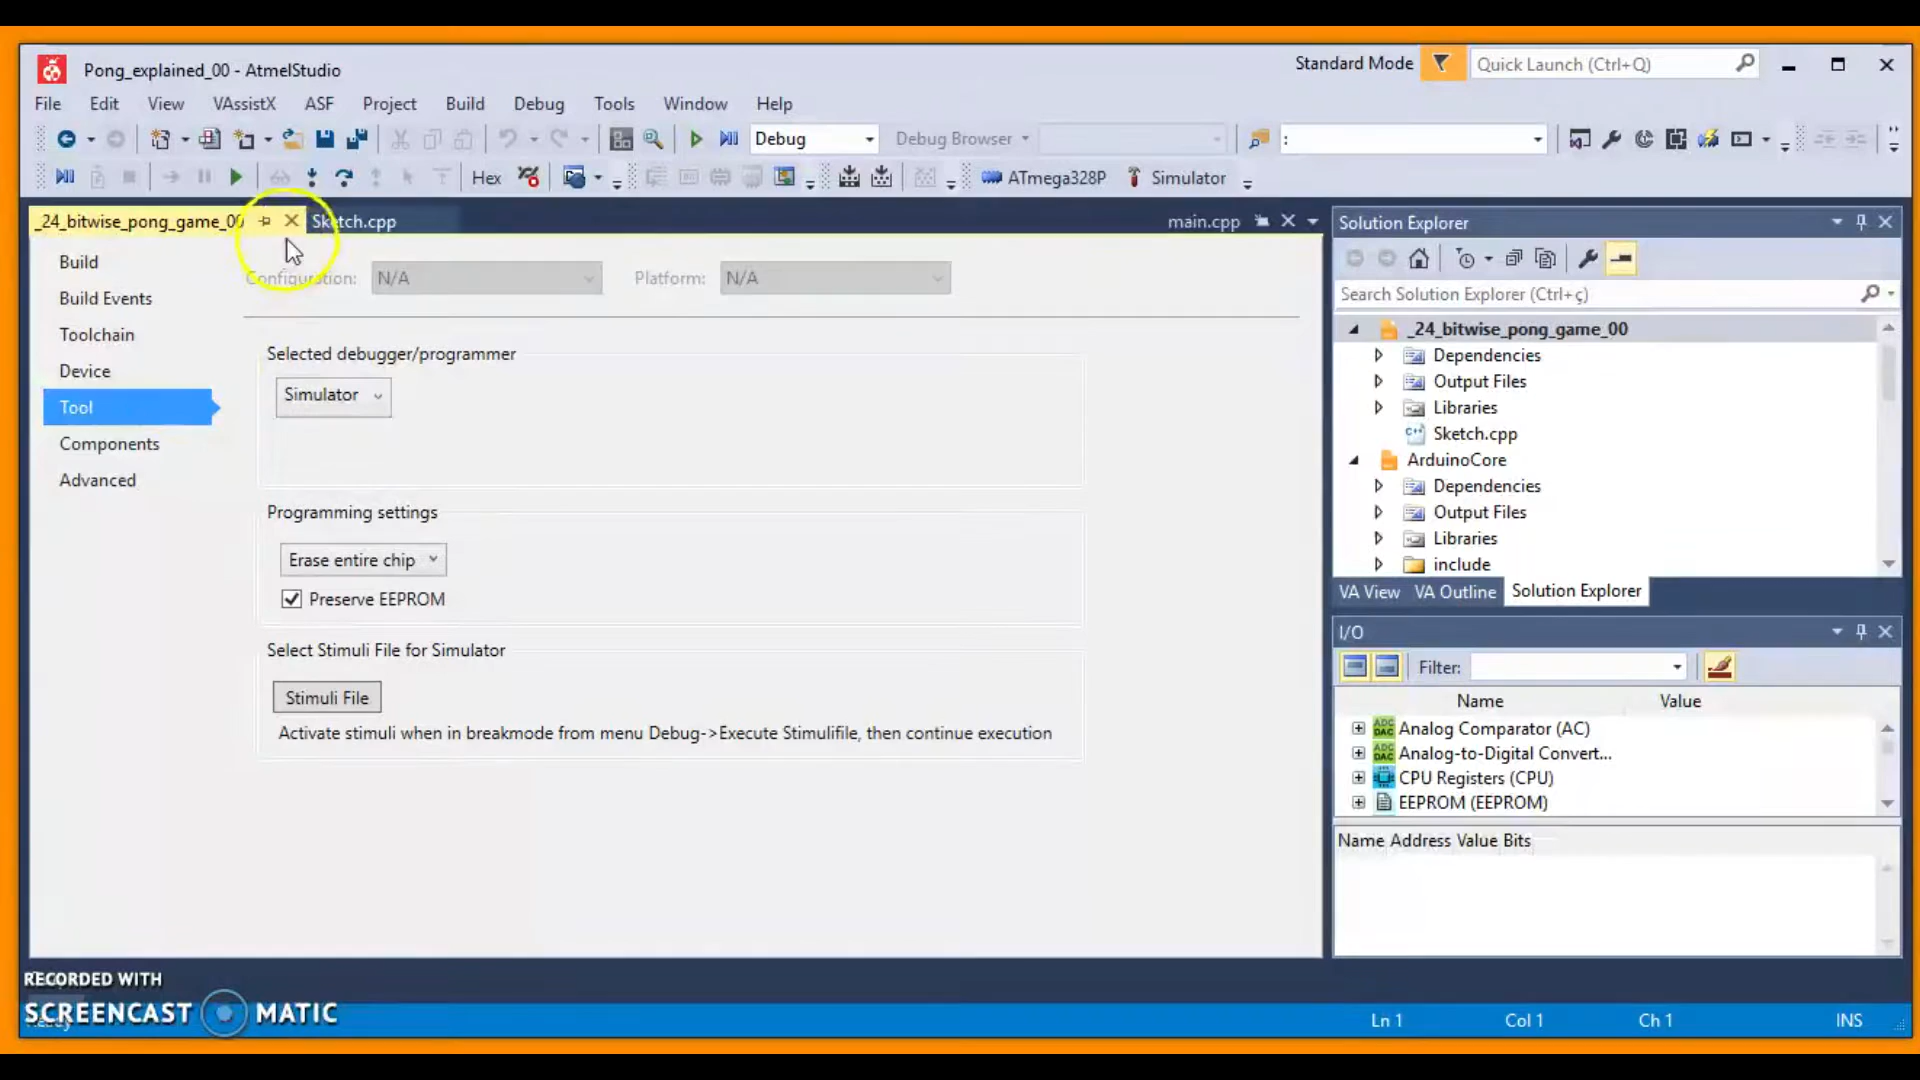 Pong_explained_00 - AtmelStudio
Standard Mode
Quick Launch (Ctrl+Q)
File Edit View VAssistX ASF Project Build Debug Tools Window Help
Debug
Debug Browser
:
Hex
ATmega328P
Simulator
_24_bitwise_pong_game_00
Sketch.cpp
main.cpp
Build
Build Events
Toolchain
Device
Tool
Components
Advanced
Configuration: N/A
Platform: N/A
Selected debugger/programmer
Simulator
Programming settings
Erase entire chip
Preserve EEPROM
Select Stimuli File for Simulator
Stimuli File
Activate stimuli when in breakmode from menu Debug->Execute Stimulifile, then continue execution
Solution Explorer
Search Solution Explorer (Ctrl+ç)
_24_bitwise_pong_game_00
Dependencies
Output Files
Libraries
Sketch.cpp
ArduinoCore
Dependencies
Output Files
Libraries
include
VA View VA Outline Solution Explorer
I/O
Filter:
Name Value
Analog Comparator (AC)
Analog-to-Digital Convert...
CPU Registers (CPU)
EEPROM (EEPROM)
Name Address Value Bits
RECORDED WITH
SCREENCAST MATIC
Ln 1 Col 1 Ch 1 INS